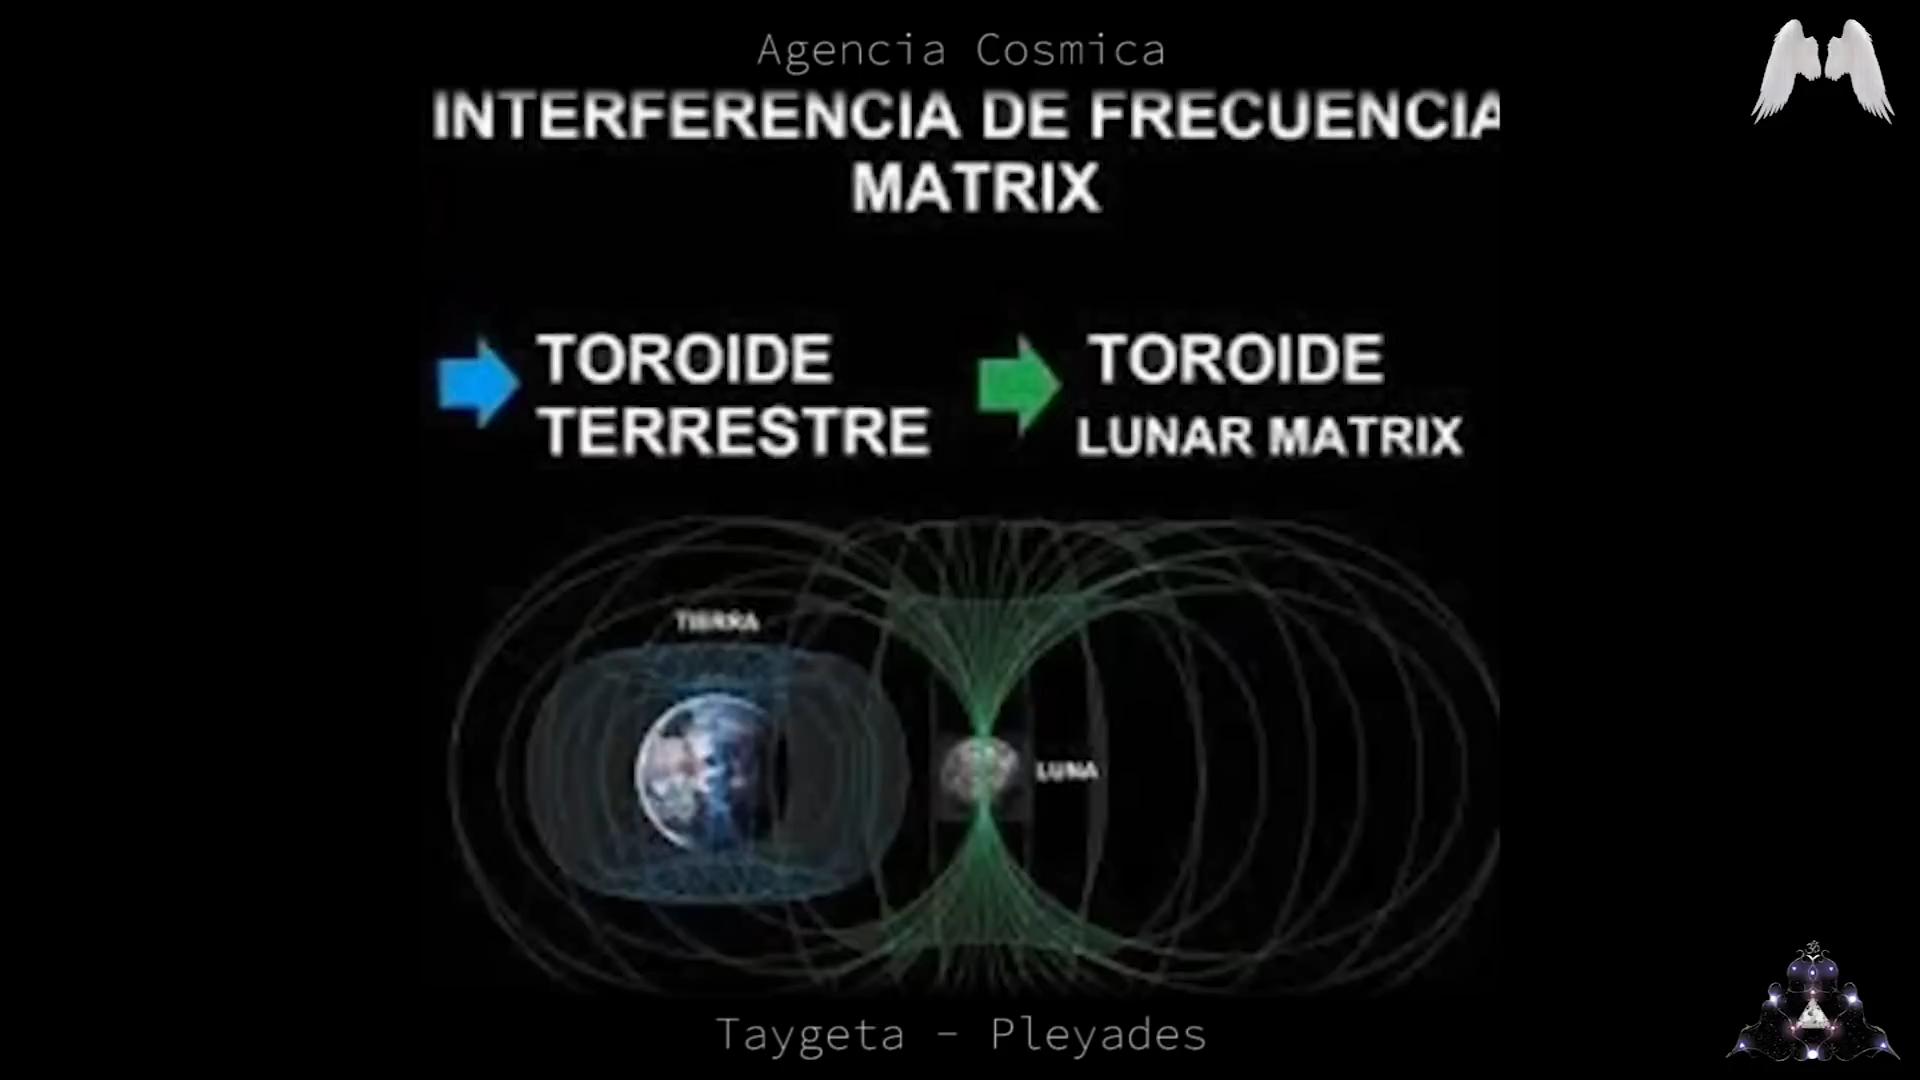 Agencia Cosmica
INTERFERENCIA DE FRECUENCIA
MATRIX
TOROIDE
TERRESTRE
TOROIDE
LUNAR MATRIX
TIERRA
LUNA
Taygeta - Pleyades
ॐ